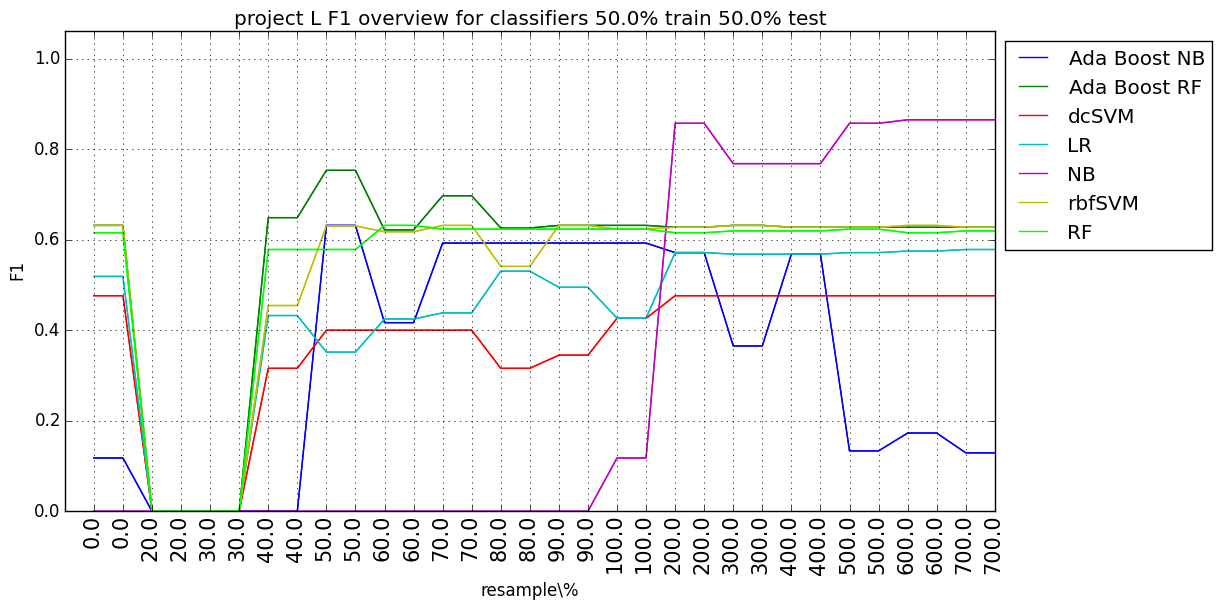 project L F1 overview for classifiers 50.0% train 50.0% test
1.0
0.8
0.6
0.4
0.2
0.0
F1
0.0 0.0 20.0 20.0 30.0 30.0 40.0 40.0 50.0 50.0 60.0 60.0 70.0 70.0 80.0 80.0 90.0 90.0 100.0 100.0 200.0 200.0 300.0 300.0 400.0 400.0 500.0 500.0 600.0 600.0 700.0 700.0
resample\%
Ada Boost NB
Ada Boost RF
dcSVM
LR
NB
rbfSVM
RF